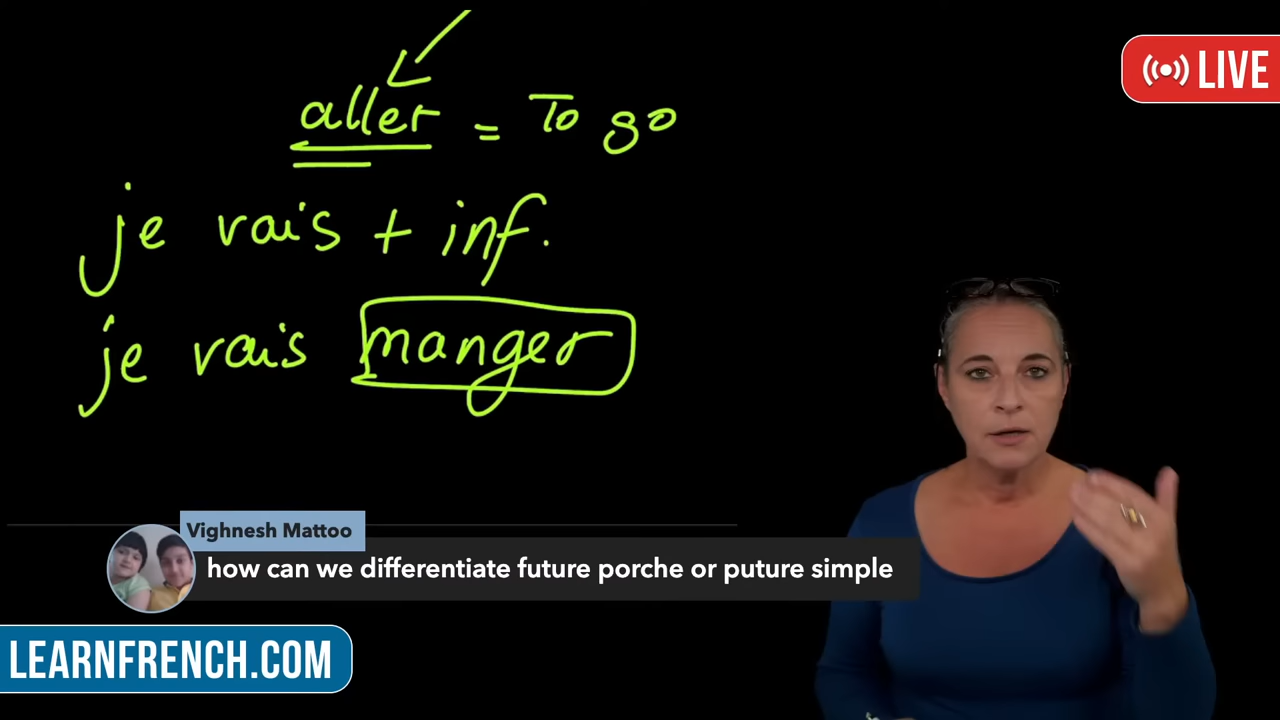 LIVE
aller = To go
je vais + inf.
je vais manger
Vighnesh Mattoo
how can we differentiate future porche or puture simple
LEARNFRENCH.COM